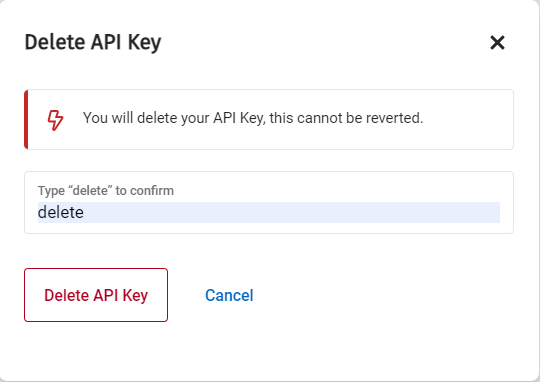 Delete API Key
You will delete your API Key, this cannot be reverted.
Type “delete” to confirm
delete
Delete API Key
Cancel